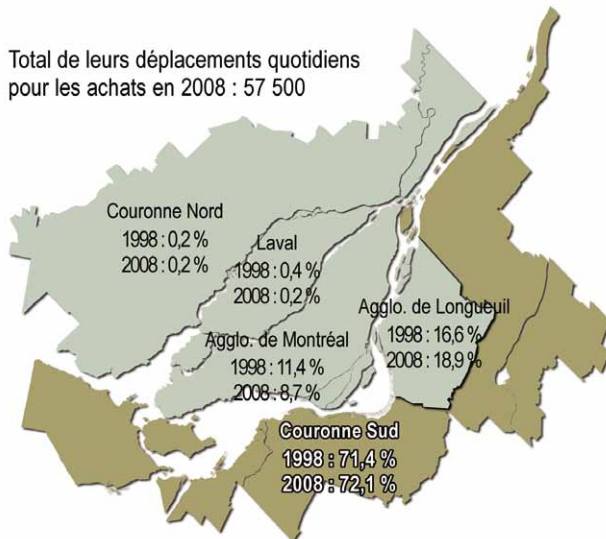 Total de leurs déplacements quotidiens
pour les achats en 2008 : 57 500
Couronne Nord
1998 : 0,2 %
2008 : 0,2 %
Laval
1998 : 0,4 %
2008 : 0,2 %
Agglo. de Montréal
1998 : 11,4 %
2008 : 8,7 %
Agglo. de Longueuil
1998 : 16,6 %
2008 : 18,9 %
Couronne Sud
1998 : 71,4 %
2008 : 72,1 %